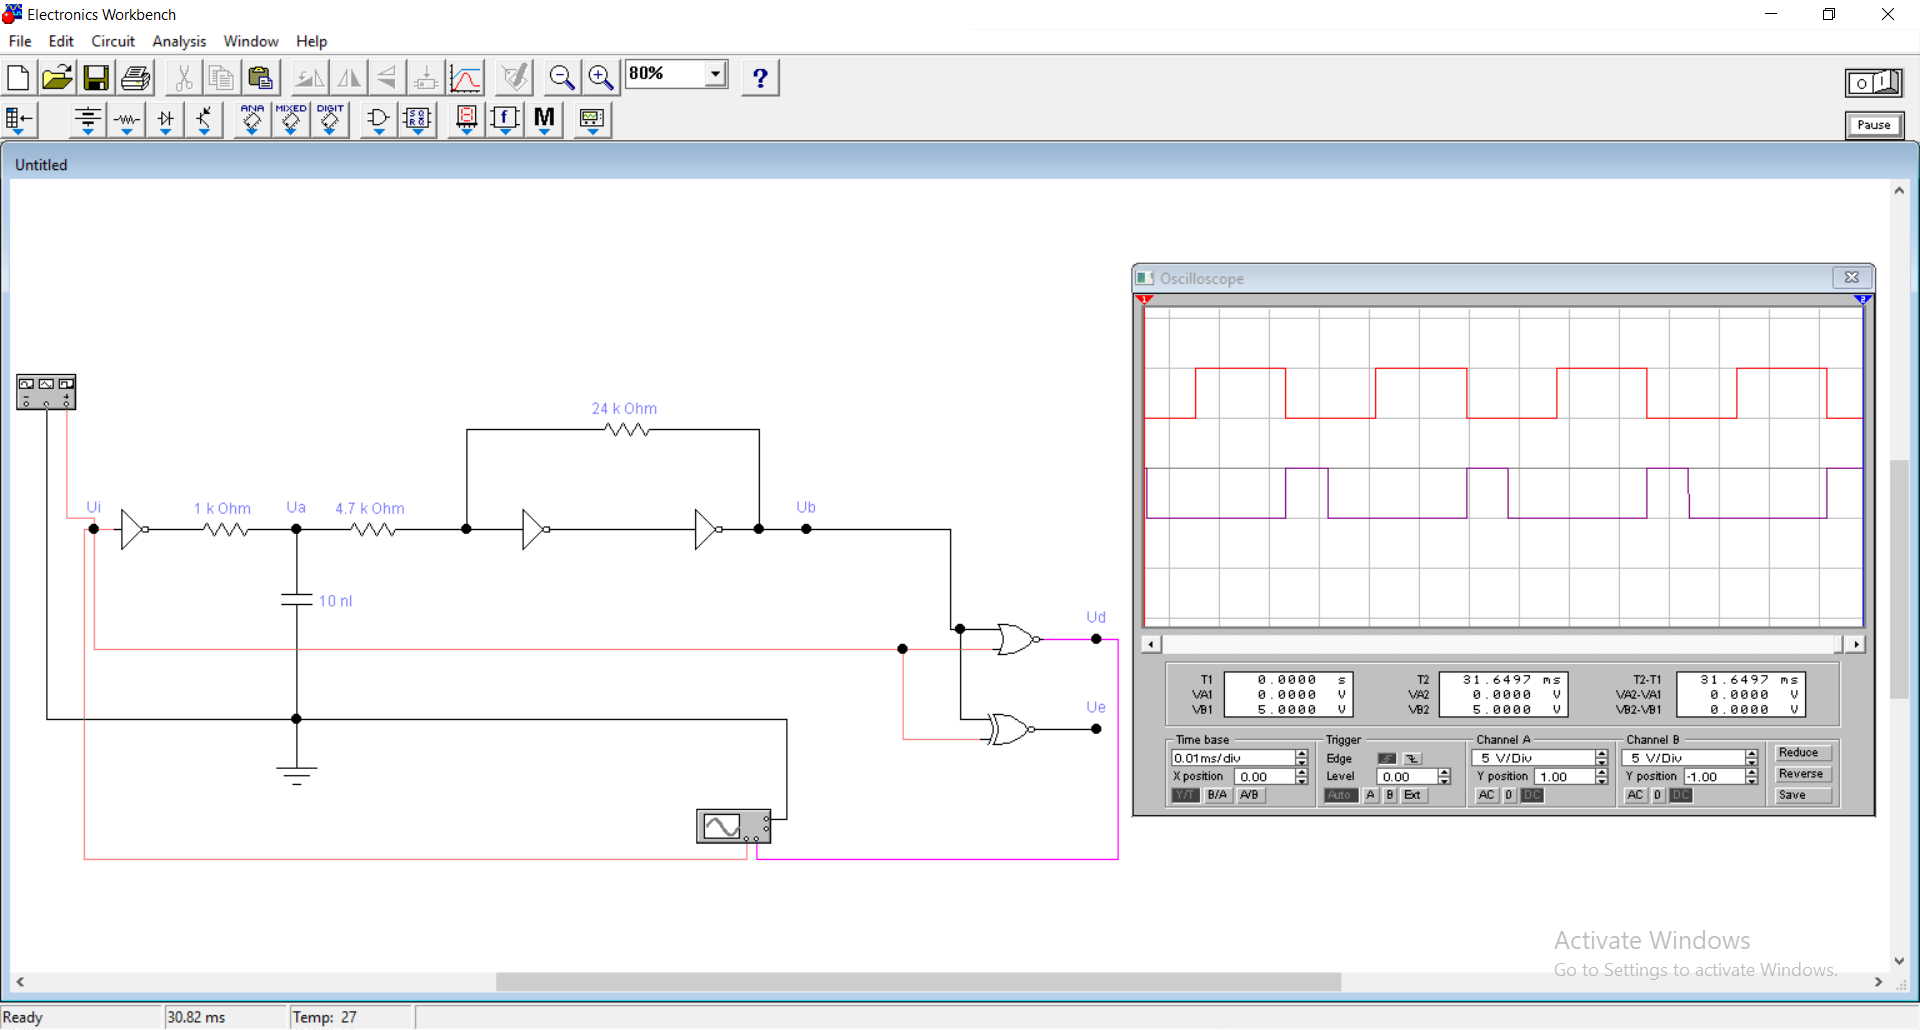 Electronics Workbench
File Edit Circuit Analysis Window Help
80%
?
ANA MIXED DIGIT
f M
Pause
Untitled
Oscilloscope
1 2
24 k Ohm
Ui 1 k Ohm Ua 4.7 k Ohm Ub
10 nl
Ud
Ue
T1 0.0000 s T2 31.6497 ms T2-T1 31.6497 ms
VA1 0.0000 V VA2 0.0000 V VA2-VA1 0.0000 V
VB1 5.0000 V VB2 5.0000 V VB2-VB1 0.0000 V
Time base Trigger Channel A Channel B
0.01ms/div Edge 5 V/Div 5 V/Div Reduce
X position 0.00 Level 0.00 Y position 1.00 Y position -1.00 Reverse
Y/T B/A A/B Auto A B Ext AC 0 DC AC 0 DC Save
Activate Windows
Go to Settings to activate Windows.
Ready 30.82 ms Temp: 27